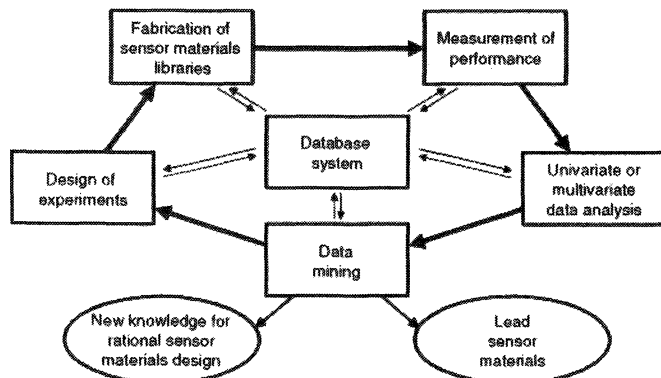 Fabrication of
sensor materials
libraries
Measurement of
performance
Database
system
Design of
experiments
Univariate or
multivariate
data analysis
Data
mining
New knowledge for
rational sensor
materials design
Lead
sensor
materials